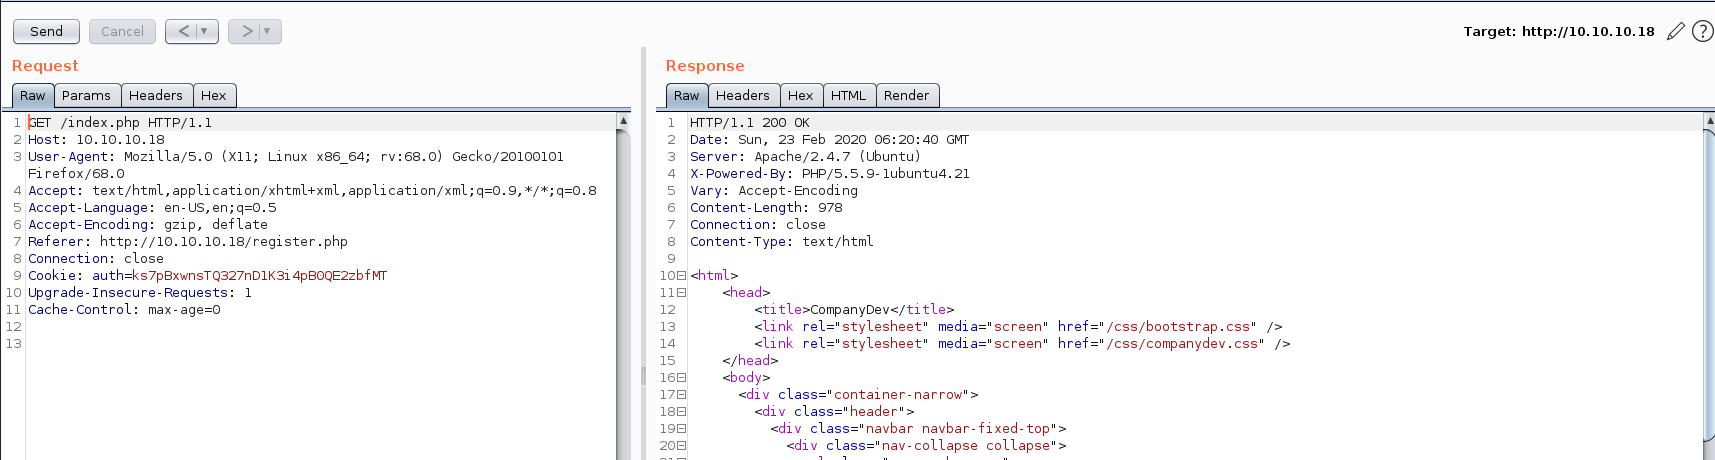 Send Cancel < > Target: http://10.10.10.18 ?
Request
Raw Params Headers Hex
1 GET /index.php HTTP/1.1
2 Host: 10.10.10.18
3 User-Agent: Mozilla/5.0 (X11; Linux x86_64; rv:68.0) Gecko/20100101
Firefox/68.0
4 Accept: text/html,application/xhtml+xml,application/xml;q=0.9,*/*;q=0.8
5 Accept-Language: en-US,en;q=0.5
6 Accept-Encoding: gzip, deflate
7 Referer: http://10.10.10.18/register.php
8 Connection: close
9 Cookie: auth=ks7pBxwnsTQ327nD1K3i4pB0QE2zbfMT
10 Upgrade-Insecure-Requests: 1
11 Cache-Control: max-age=0
12
13
Response
Raw Headers Hex HTML Render
1 HTTP/1.1 200 OK
2 Date: Sun, 23 Feb 2020 06:20:40 GMT
3 Server: Apache/2.4.7 (Ubuntu)
4 X-Powered-By: PHP/5.5.9-1ubuntu4.21
5 Vary: Accept-Encoding
6 Content-Length: 978
7 Connection: close
8 Content-Type: text/html
9
10 <html>
11 <head>
12 <title>CompanyDev</title>
13 <link rel="stylesheet" media="screen" href="/css/bootstrap.css" />
14 <link rel="stylesheet" media="screen" href="/css/companydev.css" />
15 </head>
16 <body>
17 <div class="container-narrow">
18 <div class="header">
19 <div class="navbar navbar-fixed-top">
20 <div class="nav-collapse collapse">